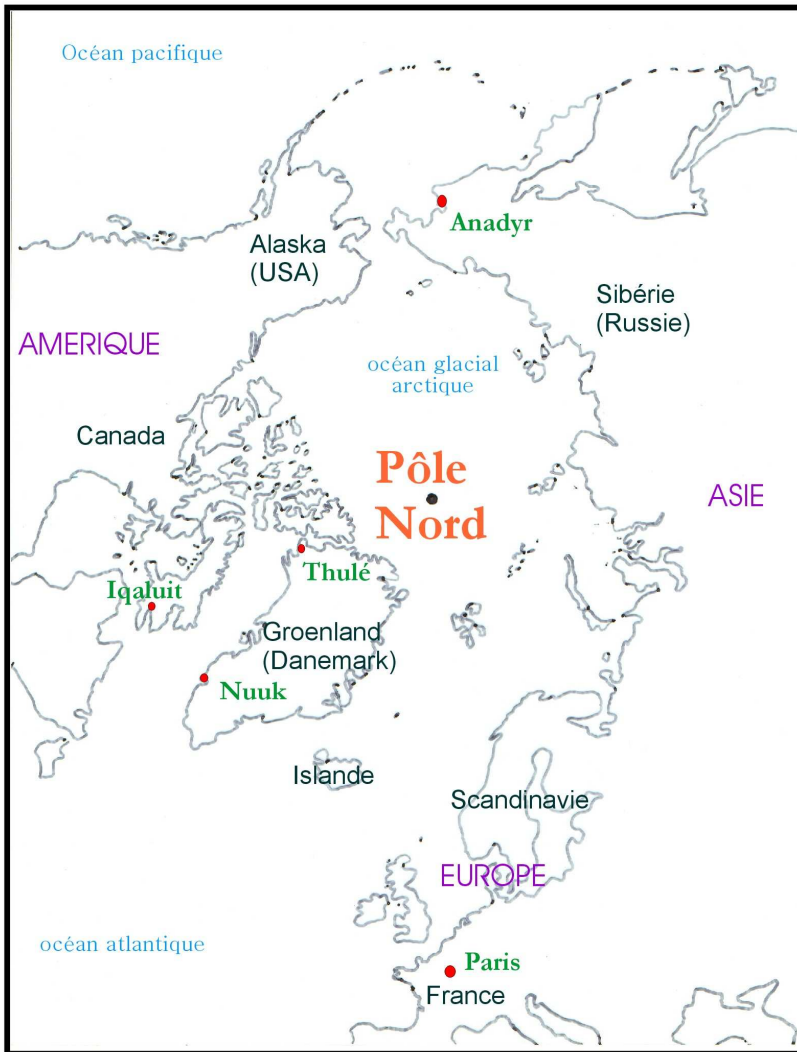 Océan pacifique
Anadyr
Alaska
(USA)
Sibérie
(Russie)
AMERIQUE
océan glacial
arctique
Canada
Pôle
Nord
ASIE
Thulé
Iqaluit
Groenland
(Danemark)
Nuuk
Islande
Scandinavie
EUROPE
océan atlantique
Paris
France